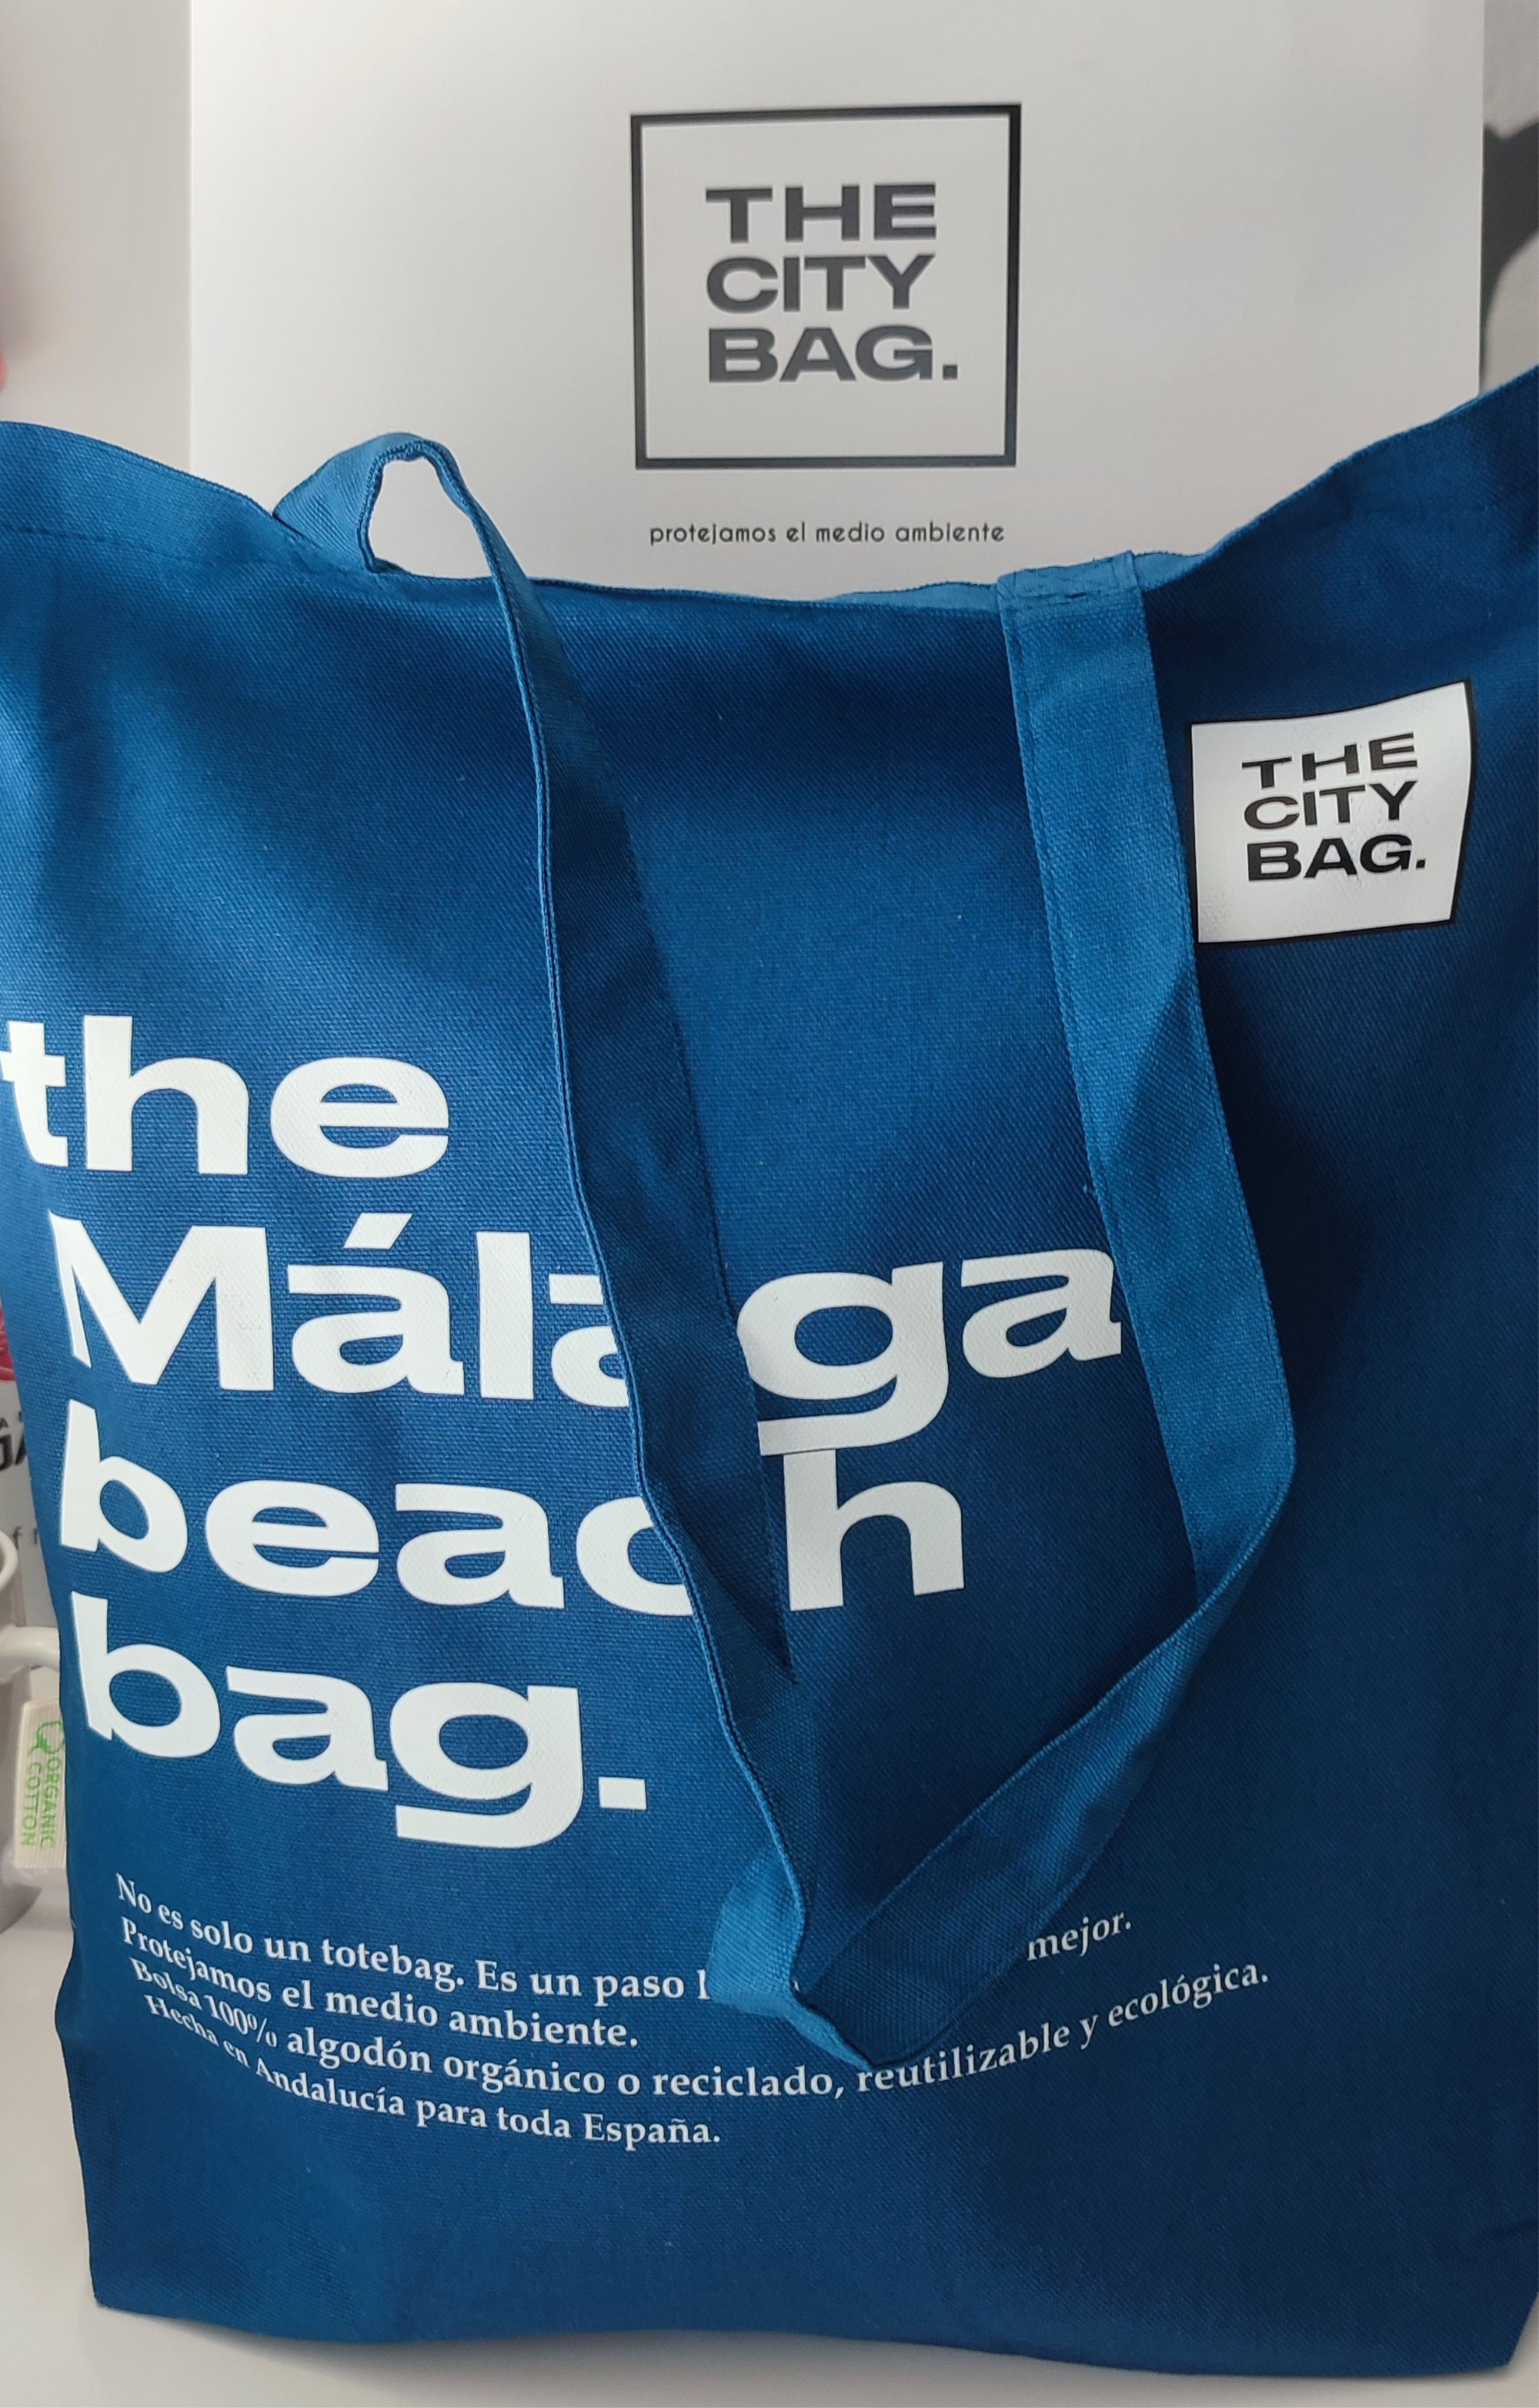 THE
CITY
BAG.
protejamos el medio ambiente
THE
CITY
BAG.
the
Málaga
beach
bag.
ORGANIC
COTTON
No es solo un totebag. Es un paso mejor.
Protejamos el medio ambiente.
Bolsa 100% algodón orgánico o reciclado, reutilizable y ecológica.
Hecha en Andalucía para toda España.